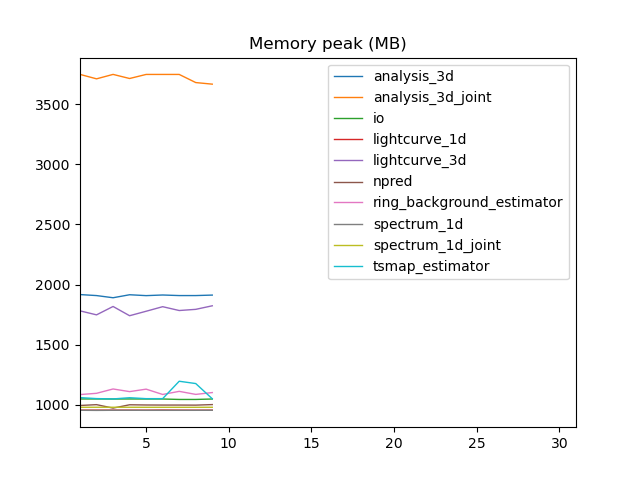 Memory peak (MB)
analysis_3d
analysis_3d_joint
io
lightcurve_1d
lightcurve_3d
npred
ring_background_estimator
spectrum_1d
spectrum_1d_joint
tsmap_estimator
3500
3000
2500
2000
1500
1000
5 10 15 20 25 30